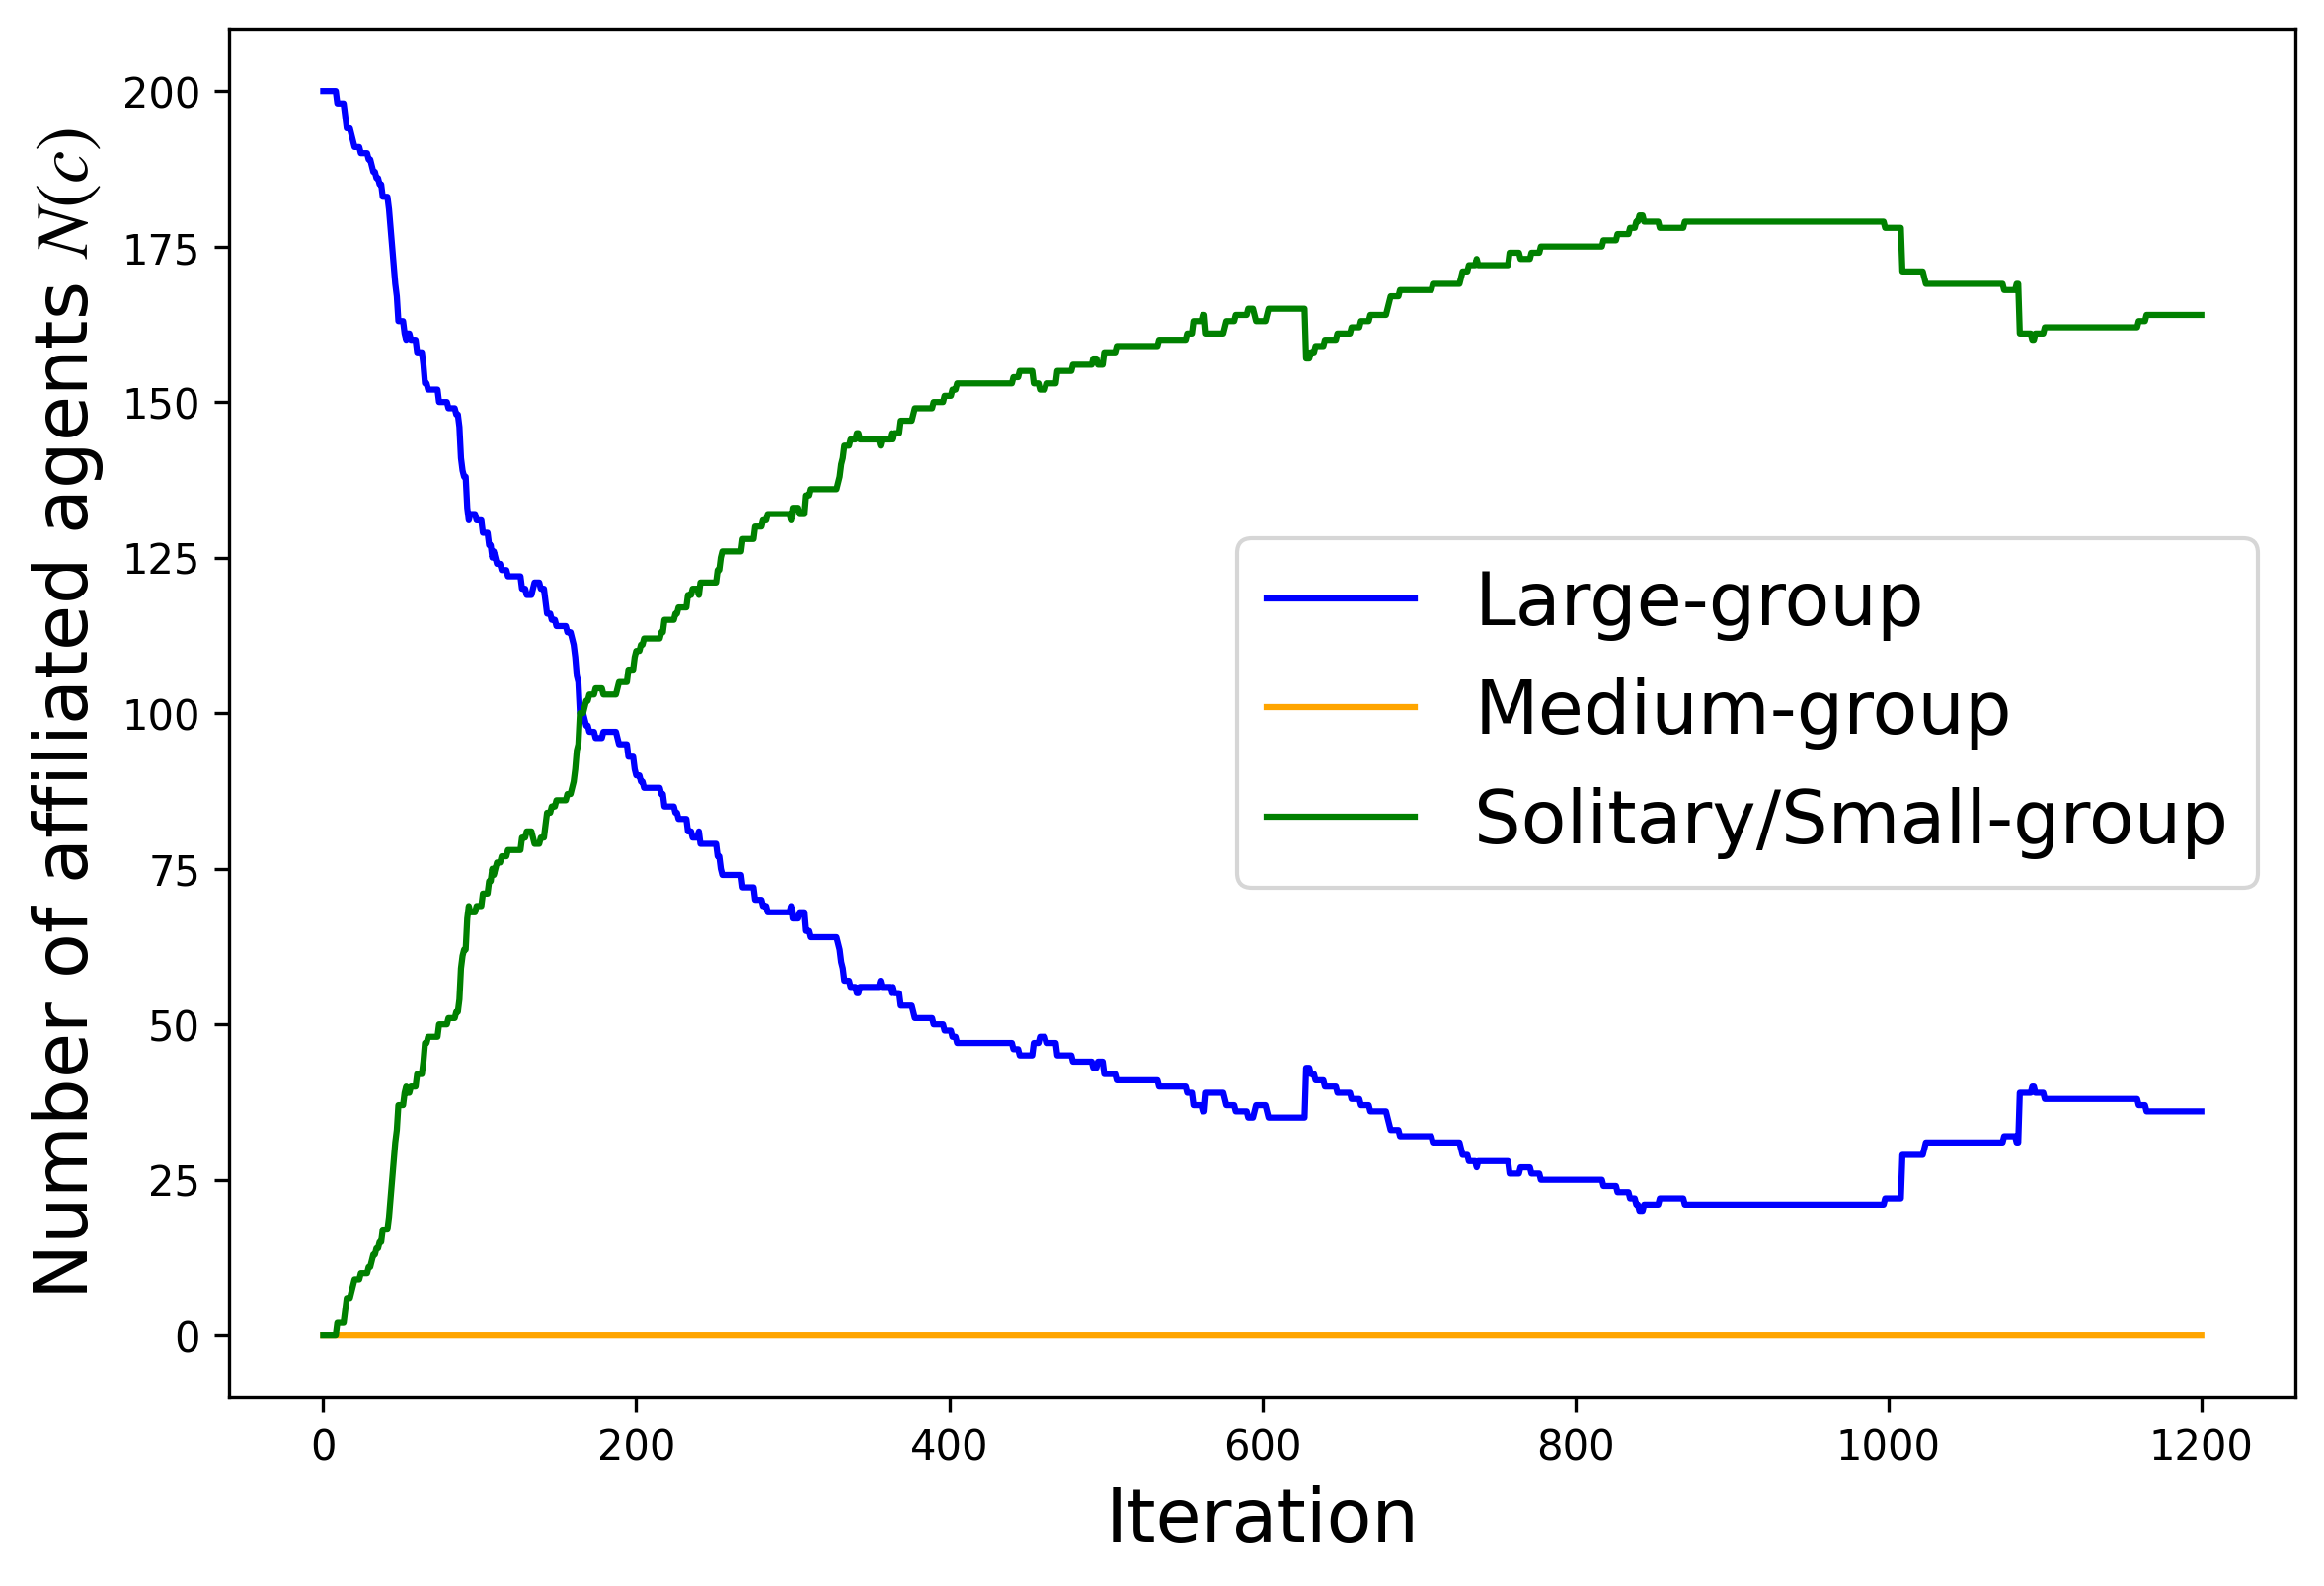 Number of affiliated agents N(c)
200
175
150
125
100
75
50
25
0
Large-group
Medium-group
Solitary/Small-group
0 200 400 600 800 1000 1200
Iteration